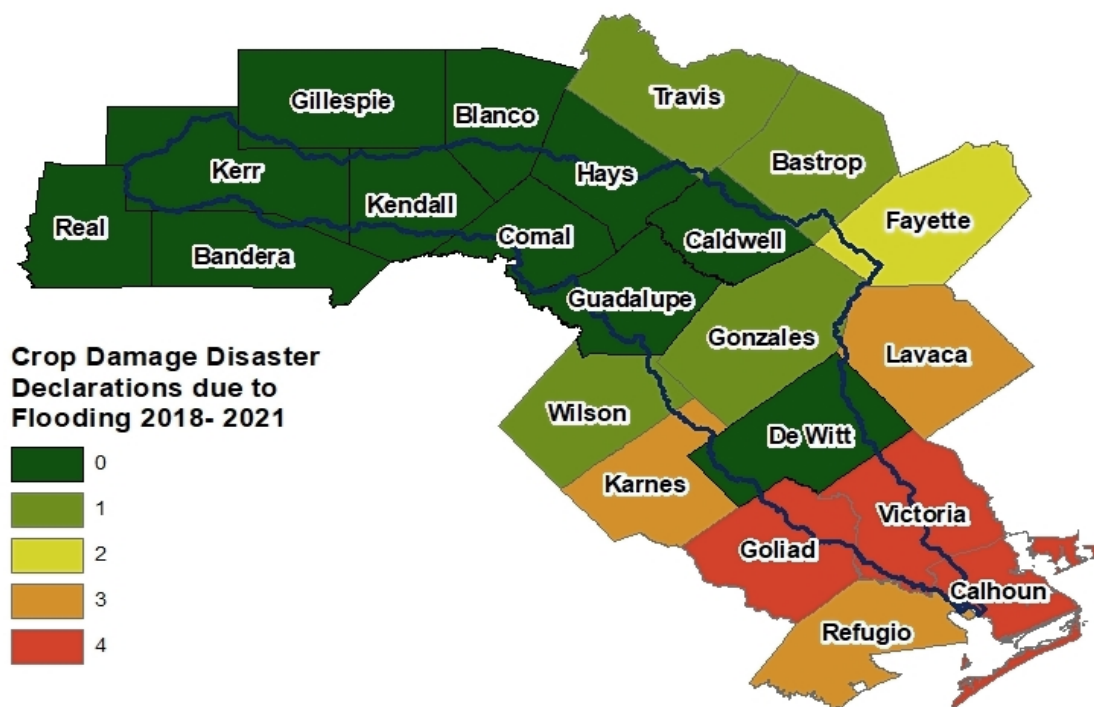 Gillespie
Blanco
Travis
Kerr
Hays
Bastrop
Real
Kendall
Fayette
Bandera
Comal
Caldwell
Guadalupe
Gonzales
Lavaca
Wilson
De Witt
Karnes
Victoria
Goliad
Calhoun
Refugio
Crop Damage Disaster
Declarations due to
Flooding 2018- 2021
0
1
2
3
4